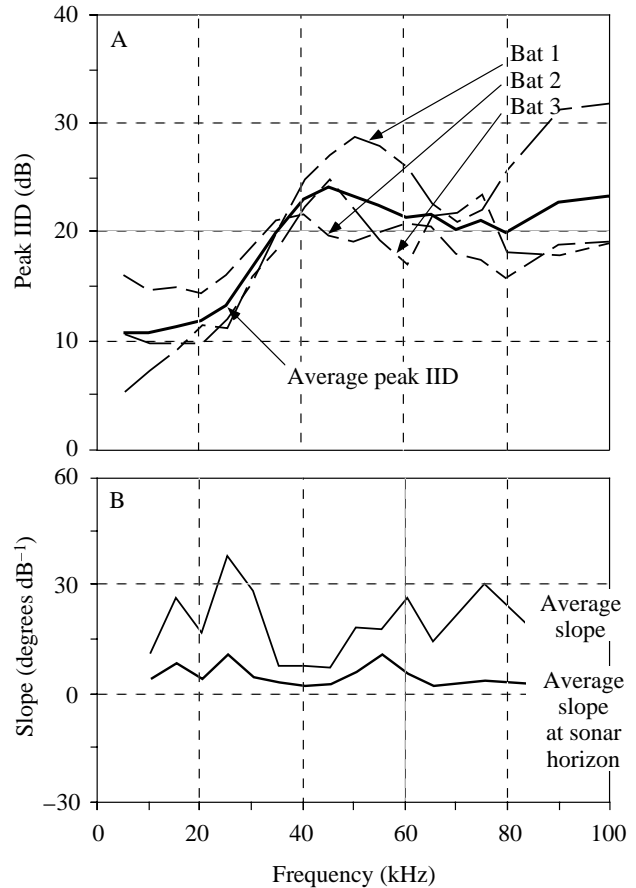 40
A
Bat 1
Bat 2
Bat 3
30
Peak IID (dB)
20
10
Average peak IID
0
60
B
30
Average
slope
Slope (degrees dB⁻¹)
0
Average
slope
at sonar
horizon
–30
0
20
40
60
80
100
Frequency (kHz)